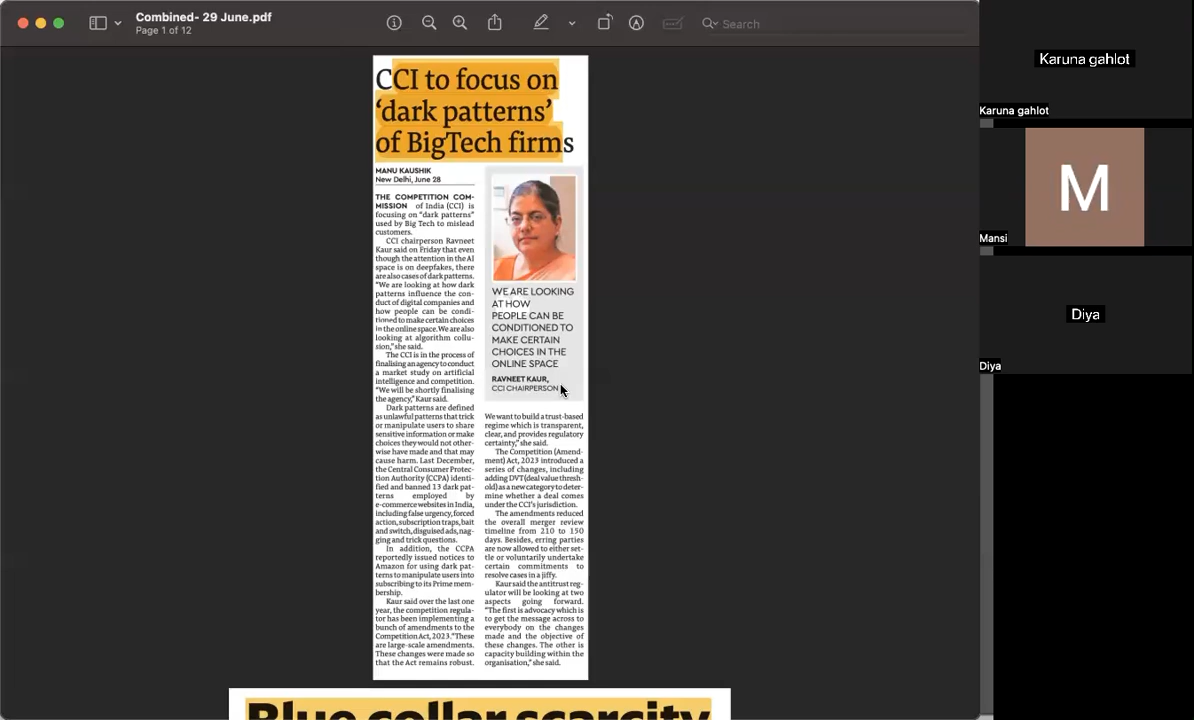 Combined- 29 June.pdf
Page 1 of 12
Search
CCI to focus on
‘dark patterns’
of BigTech firms
MANU KAUSHIK
New Delhi, June 28
THE COMPETITION COM-
MISSION of India (CCI) is
focusing on “dark patterns”
used by Big Tech to mislead
customers.
CCI chairperson Ravneet
Kaur said on Friday that even
though the attention in the AI
space is on deepfakes, there
are also cases of dark patterns.
“We are looking at how dark
patterns influence the con-
duct of digital companies and
how people can be condi-
tioned to make certain choices
in the online space. We are also
looking at algorithm collu-
sion,” she said.
The CCI is in the process of
finalising an agency to conduct
a market study on artificial
intelligence and competition.
“We will be shortly finalising
the agency,” Kaur said.
Dark patterns are defined
as unlawful patterns that trick
or manipulate users to share
sensitive information or make
choices they would not other-
wise have made and that may
cause harm. Last December,
the Central Consumer Protec-
tion Authority (CCPA) identi-
fied and banned 13 dark pat-
terns employed by
e-commerce websites in India,
including false urgency, forced
action, subscription traps, bait
and switch, disguised ads, nag-
ging and trick questions.
In addition, the CCPA
reportedly issued notices to
Amazon for using dark pat-
terns to manipulate users into
subscribing to its Prime mem-
bership.
Kaur said over the last one
year, the competition regula-
tor has been implementing a
bunch of amendments to the
Competition Act, 2023. “These
are large-scale amendments.
These changes were made so
that the Act remains robust.
WE ARE LOOKING
AT HOW
PEOPLE CAN BE
CONDITIONED TO
MAKE CERTAIN
CHOICES IN THE
ONLINE SPACE
RAVNEET KAUR,
CCI CHAIRPERSON
We want to build a trust-based
regime which is transparent,
clear, and provides regulatory
certainty,” she said.
The Competition (Amend-
ment) Act, 2023 introduced a
series of changes, including
adding DVT (deal value thresh-
old) as a new category to deter-
mine whether a deal comes
under the CCI’s jurisdiction.
The amendments reduced
the overall merger review
timeline from 210 to 150
days. Besides, erring parties
are now allowed to either set-
tle or voluntarily undertake
certain commitments to
resolve cases in a jiffy.
Kaur said the antitrust reg-
ulator will be looking at two
aspects going forward.
“The first is advocacy which is
to get the message across to
everybody on the changes
made and the objective of
these changes. The other is
capacity building within the
organisation,” she said.
Blue collar scarcity
Karuna gahlot
Karuna gahlot
M
Mansi
Diya
Diya